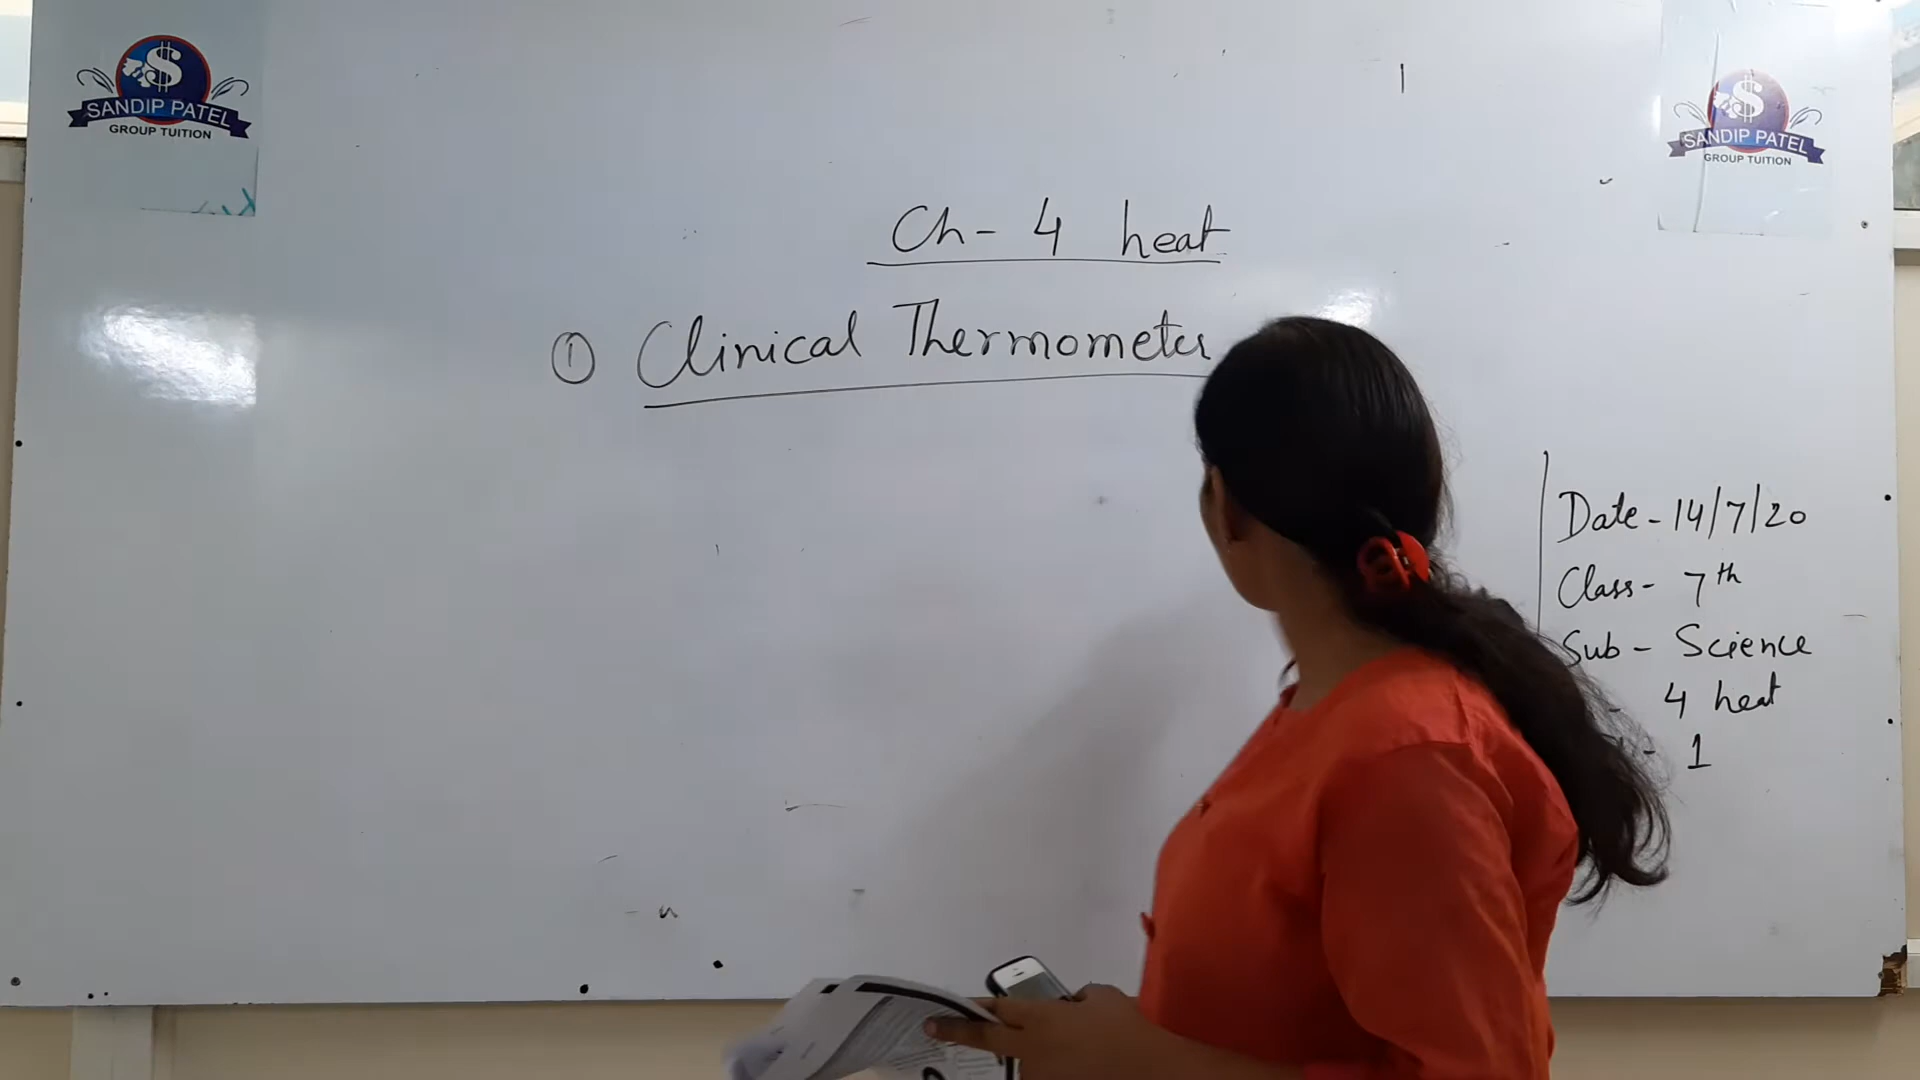 SANDIP PATEL
GROUP TUITION
SANDIP PATEL
GROUP TUITION
Ch- 4 heat
① Clinical Thermometer
Date - 14/7/20
Class - 7th
Sub - Science
- 4 heat
- 1